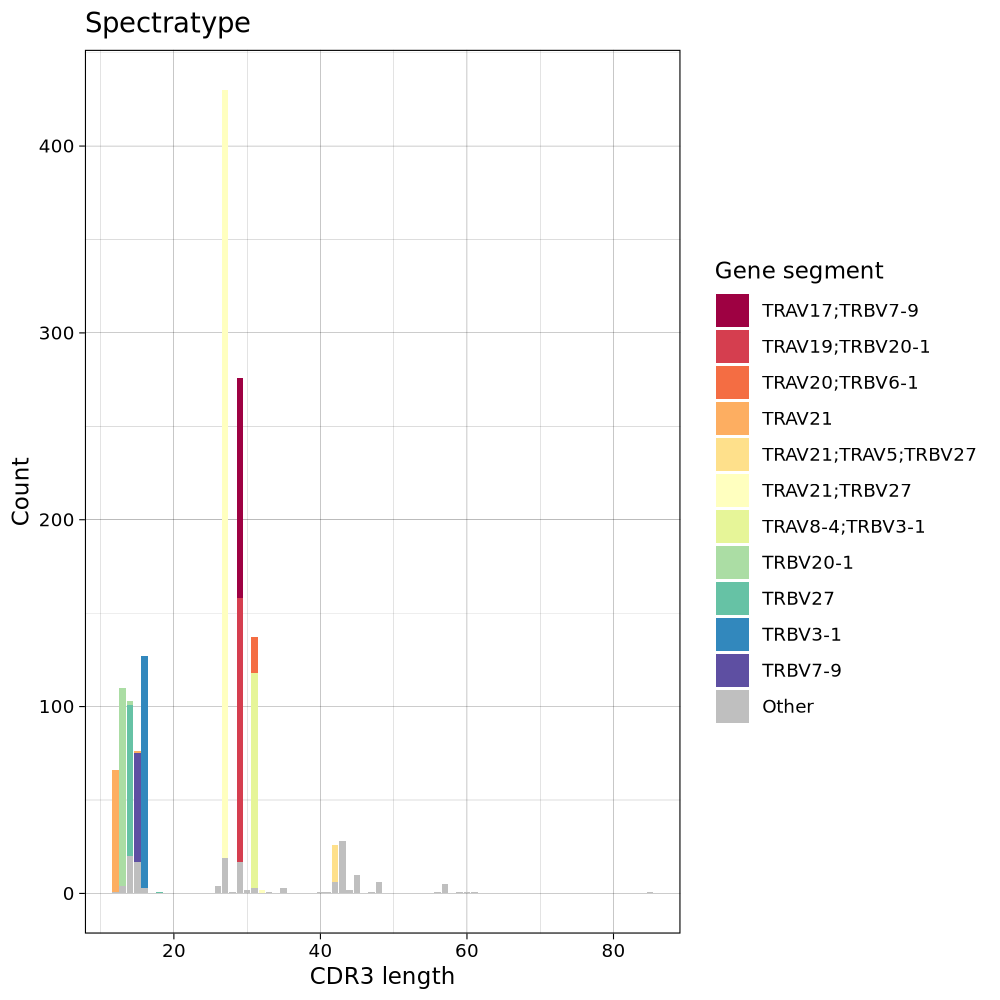 Spectratype
Count
400
300
200
100
0
20
40
60
80
CDR3 length
Gene segment
TRAV17;TRBV7-9
TRAV19;TRBV20-1
TRAV20;TRBV6-1
TRAV21
TRAV21;TRAV5;TRBV27
TRAV21;TRBV27
TRAV8-4;TRBV3-1
TRBV20-1
TRBV27
TRBV3-1
TRBV7-9
Other